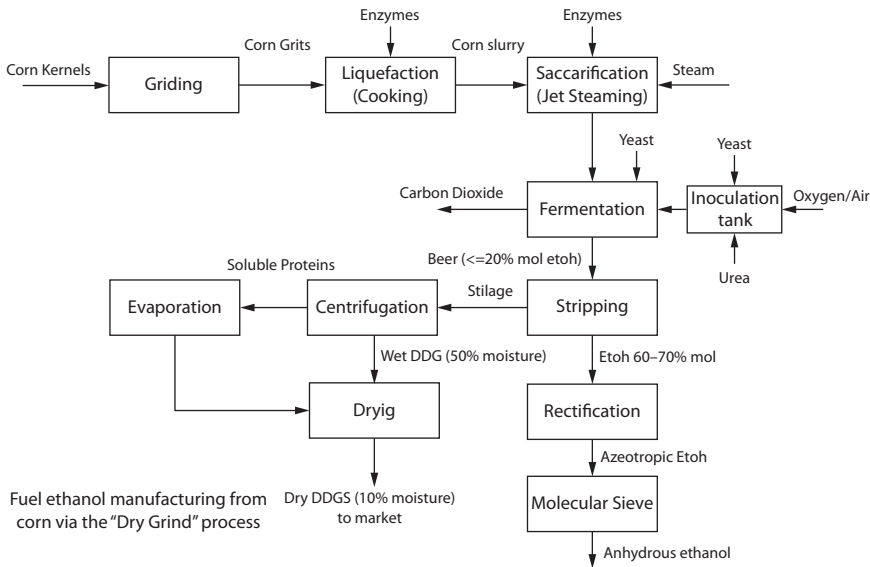 Enzymes
Enzymes
Corn Kernels
Griding
Corn Grits
Liquefaction
(Cooking)
Corn slurry
Saccarification
(Jet Steaming)
Steam
Yeast
Yeast
Carbon Dioxide
Fermentation
Inoculation
tank
Oxygen/Air
Urea
Beer (<=20% mol etoh)
Soluble Proteins
Stilage
Evaporation
Centrifugation
Stripping
Wet DDG (50% moisture)
Etoh 60–70% mol
Dryig
Rectification
Azeotropic Etoh
Dry DDGS (10% moisture)
to market
Molecular Sieve
Anhydrous ethanol
Fuel ethanol manufacturing from
corn via the "Dry Grind" process